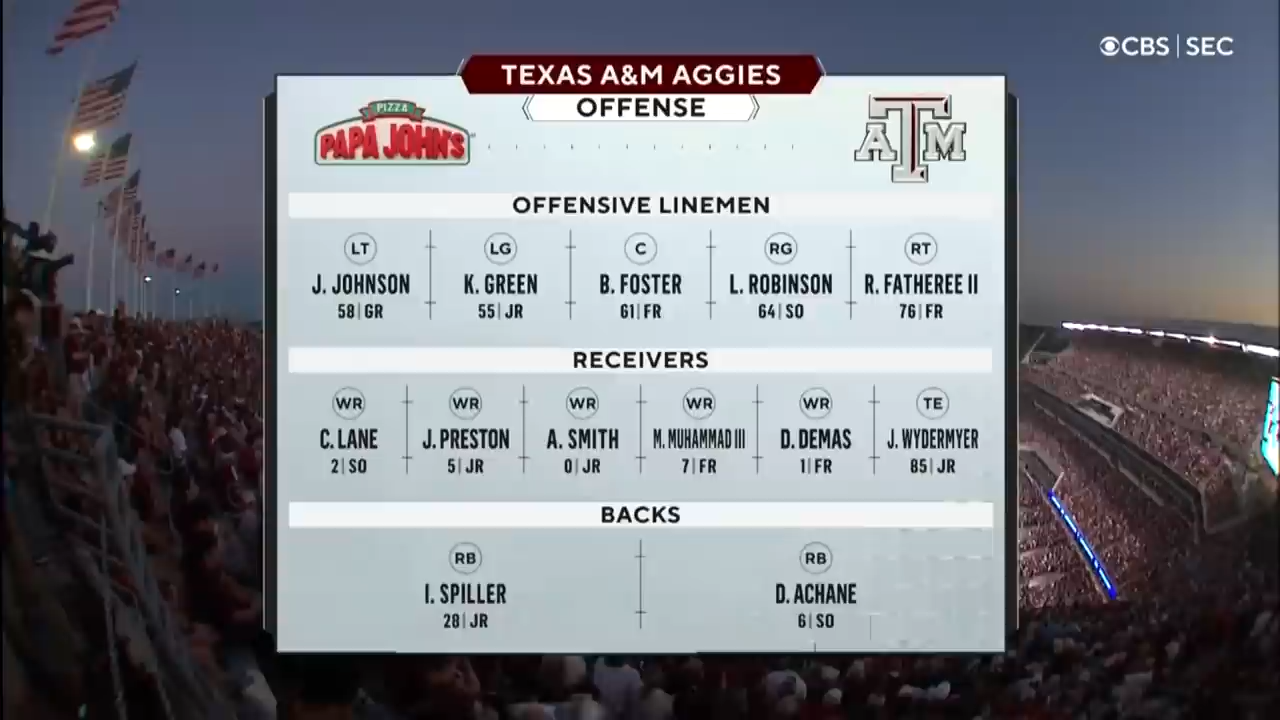 CBS | SEC
TEXAS A&M AGGIES
OFFENSE
PIZZA
PAPA JOHN'S
ATM
OFFENSIVE LINEMEN
LT LG C RG RT
J. JOHNSON K. GREEN B. FOSTER L. ROBINSON R. FATHEREE II
58|GR 55|JR 61|FR 64|SO 76|FR
RECEIVERS
WR WR WR WR WR TE
C. LANE J. PRESTON A. SMITH M. MUHAMMAD III D. DEMAS J. WYDERMYER
2|SO 5|JR 0|JR 7|FR 1|FR 85|JR
BACKS
RB RB
I. SPILLER D. ACHANE
28|JR 6|SO